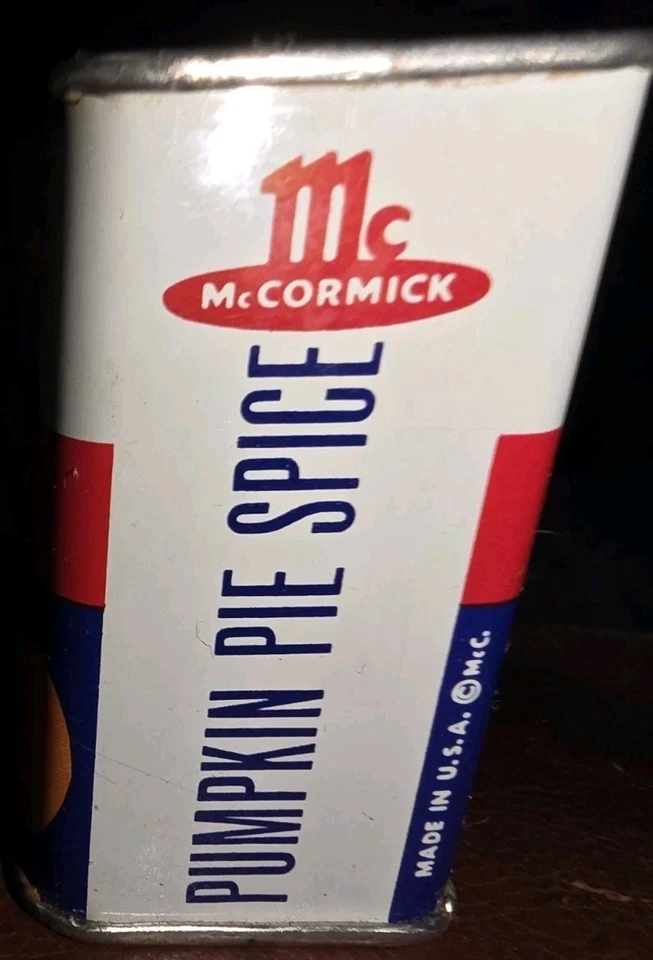 Mc
McCORMICK
PUMPKIN PIE SPICE
MADE IN U.S.A. © McC.